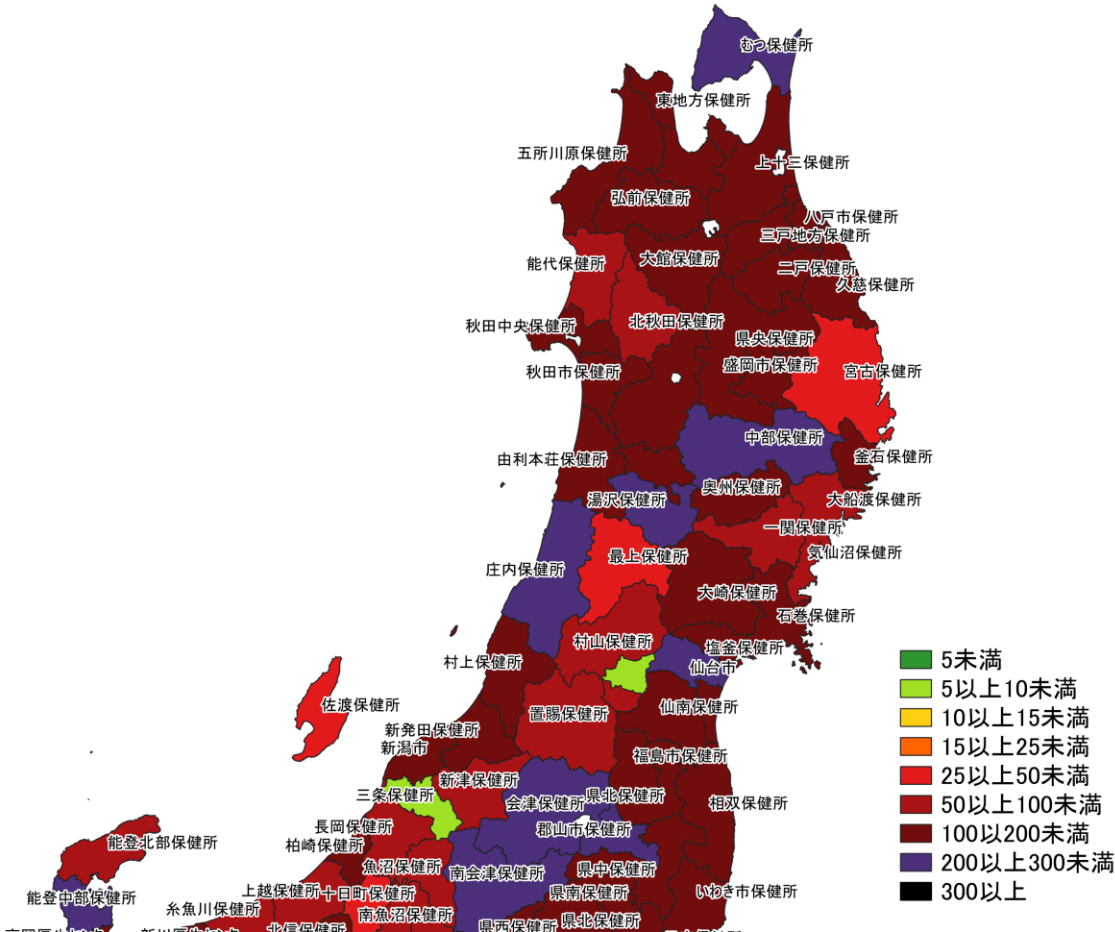 むつ保健所
東地方保健所
五所川原保健所
上十三保健所
弘前保健所
八戸市保健所
三戸地方保健所
大館保健所
能代保健所
二戸保健所
久慈保健所
北秋田保健所
秋田中央保健所
県央保健所
盛岡市保健所
宮古保健所
秋田市保健所
中部保健所
釜石保健所
由利本荘保健所
奥州保健所
湯沢保健所
大船渡保健所
一関保健所
気仙沼保健所
最上保健所
庄内保健所
大崎保健所
石巻保健所
村山保健所
塩釜保健所
仙台市
村上保健所
佐渡保健所
置賜保健所
仙南保健所
新発田保健所
新潟市
福島市保健所
新津保健所
三条保健所
会津保健所
県北保健所
相双保健所
長岡保健所
郡山市保健所
柏崎保健所
能登北部保健所
魚沼保健所
南会津保健所
県中保健所
上越保健所
十日町保健所
県南保健所
いわき市保健所
能登中部保健所
糸魚川保健所
南魚沼保健所
県西保健所
県北保健所
北信保健所
5未満
5以上10未満
10以上15未満
15以上25未満
25以上50未満
50以上100未満
100以200未満
200以上300未満
300以上